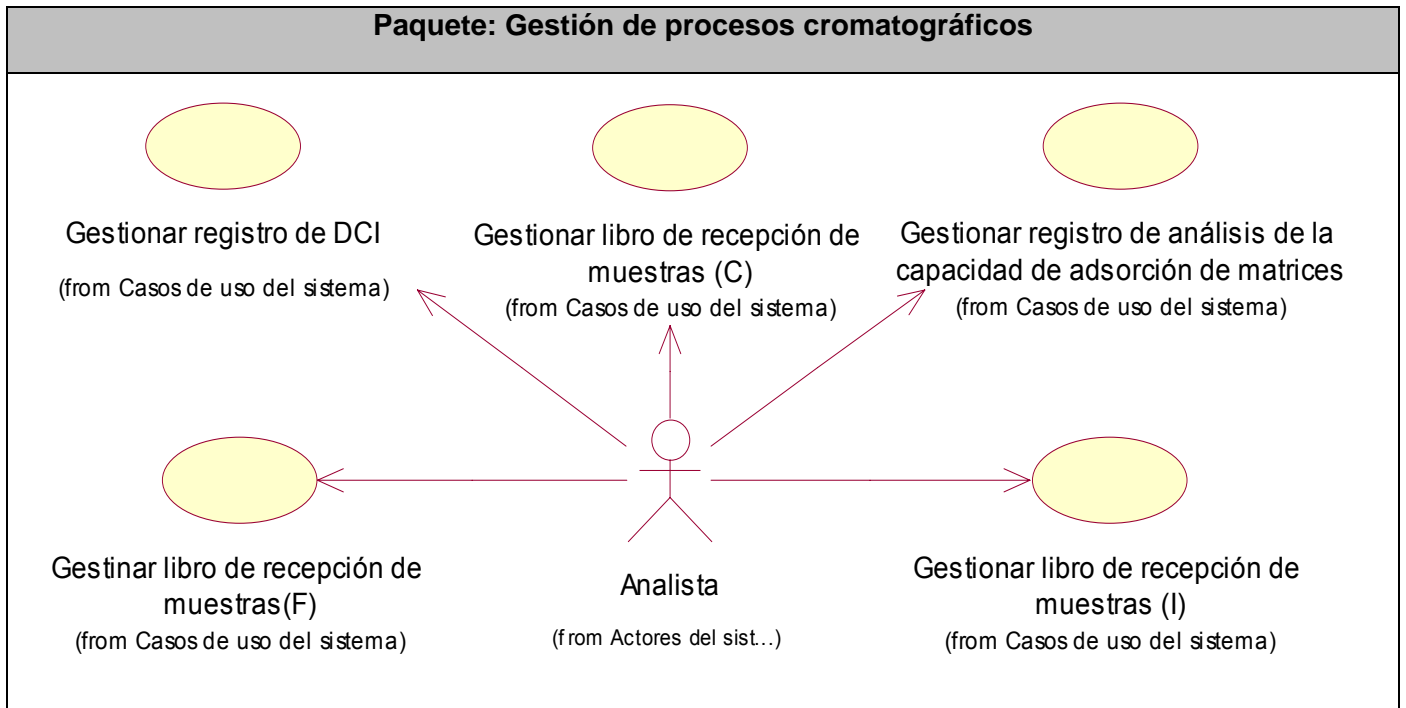 Paquete: Gestión de procesos cromatográficos
Gestionar registro de DCI
(from Casos de uso del sistema)
Gestionar libro de recepción de
muestras (C)
(from Casos de uso del sistema)
Gestionar registro de análisis de la
capacidad de adsorción de matrices
(from Casos de uso del sistema)
Gestinar libro de recepción de
muestras(F)
(from Casos de uso del sistema)
Analista
(from Actores del sist...)
Gestionar libro de recepción de
muestras (I)
(from Casos de uso del sistema)